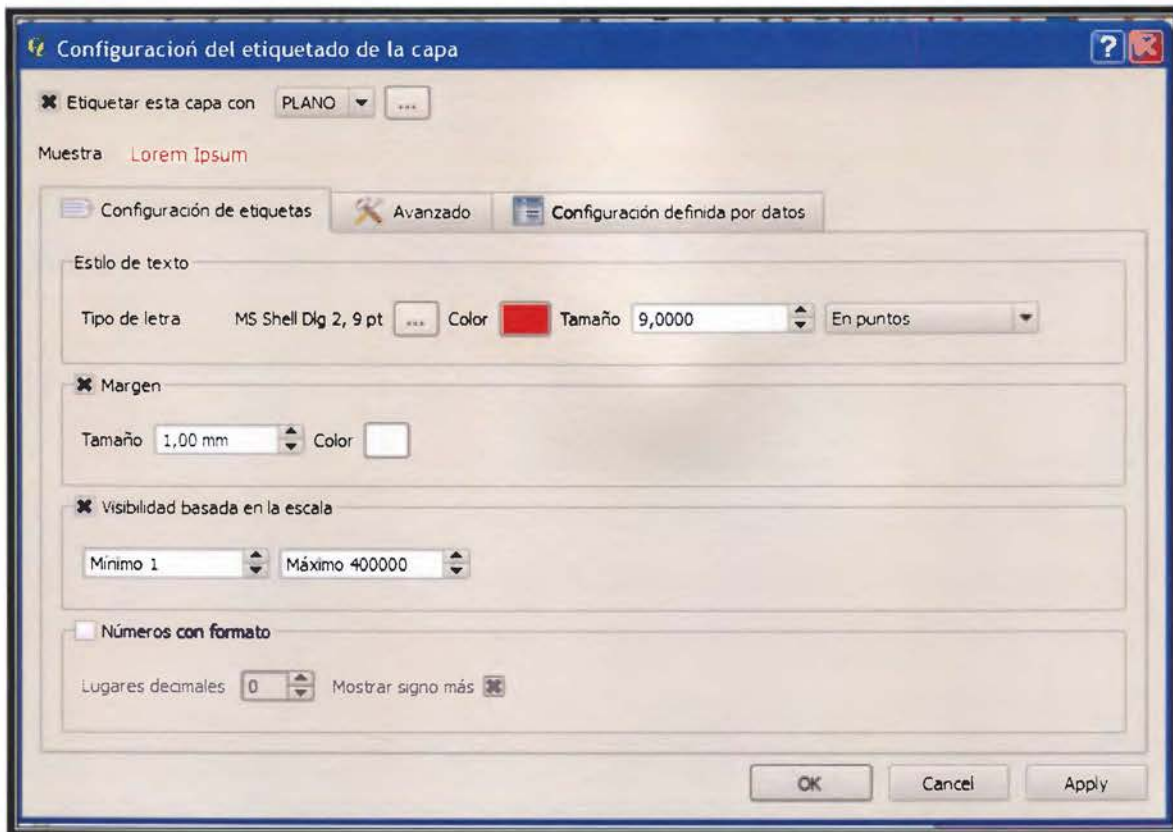 Configuración del etiquetado de la capa ?
Etiquetar esta capa con PLANO ...
Muestra Lorem Ipsum
Configuración de etiquetas Avanzado Configuración definida por datos
Estilo de texto
Tipo de letra MS Shell Dlg 2, 9 pt ... Color Tamaño 9,0000 En puntos
Margen
Tamaño 1,00 mm Color
Visibilidad basada en la escala
Mínimo 1 Máximo 400000
Números con formato
Lugares decimales 0 Mostrar signo más
OK Cancel Apply